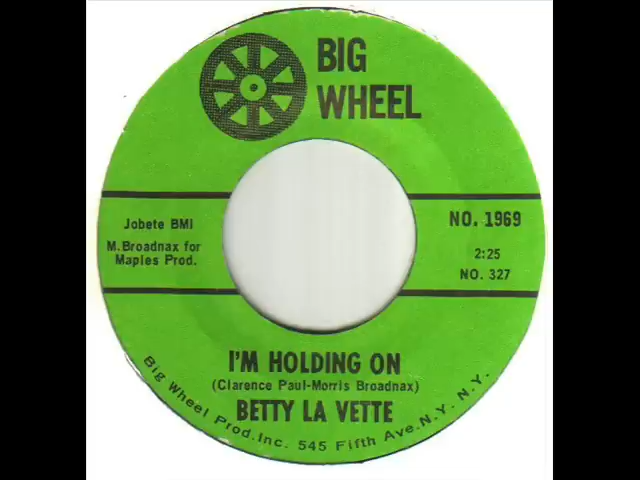 BIG
WHEEL
Jobete BMI
M.Broadnax for
Maples Prod.
NO. 1969
2:25
NO. 327
I'M HOLDING ON
(Clarence Paul-Morris Broadnax)
BETTY LA VETTE
Big Wheel Prod.Inc. 545 Fifth Ave.N.Y. N.Y.